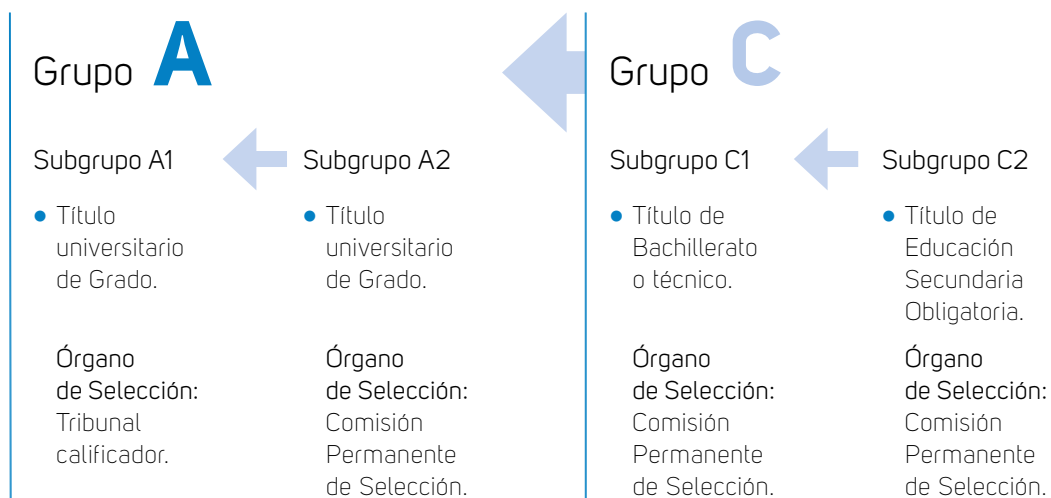 Grupo A
Subgrupo A1
• Título
universitario
de Grado.
Órgano
de Selección:
Tribunal
calificador.
Subgrupo A2
• Título
universitario
de Grado.
Órgano
de Selección:
Comisión
Permanente
de Selección.
Grupo C
Subgrupo C1
• Título de
Bachillerato
o técnico.
Órgano
de Selección:
Comisión
Permanente
de Selección.
Subgrupo C2
• Título de
Educación
Secundaria
Obligatoria.
Órgano
de Selección:
Comisión
Permanente
de Selección.